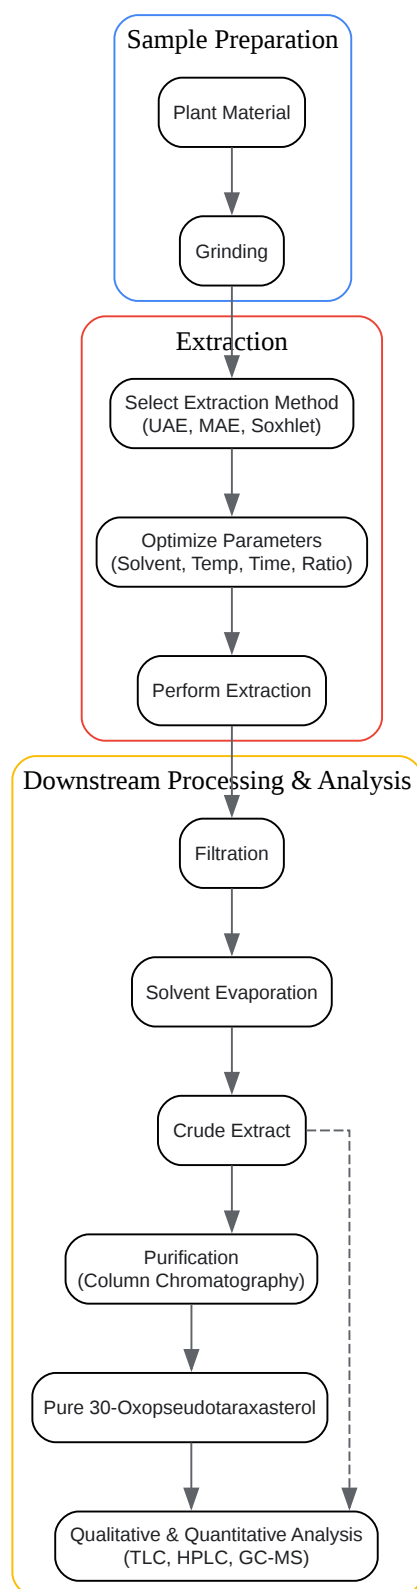 Sample Preparation
Plant Material
Grinding
Extraction
Select Extraction Method
(UAE, MAE, Soxhlet)
Optimize Parameters
(Solvent, Temp, Time, Ratio)
Perform Extraction
Downstream Processing & Analysis
Filtration
Solvent Evaporation
Crude Extract
Purification
(Column Chromatography)
Pure 30-Oxopseudotaraxasterol
Qualitative & Quantitative Analysis
(TLC, HPLC, GC-MS)